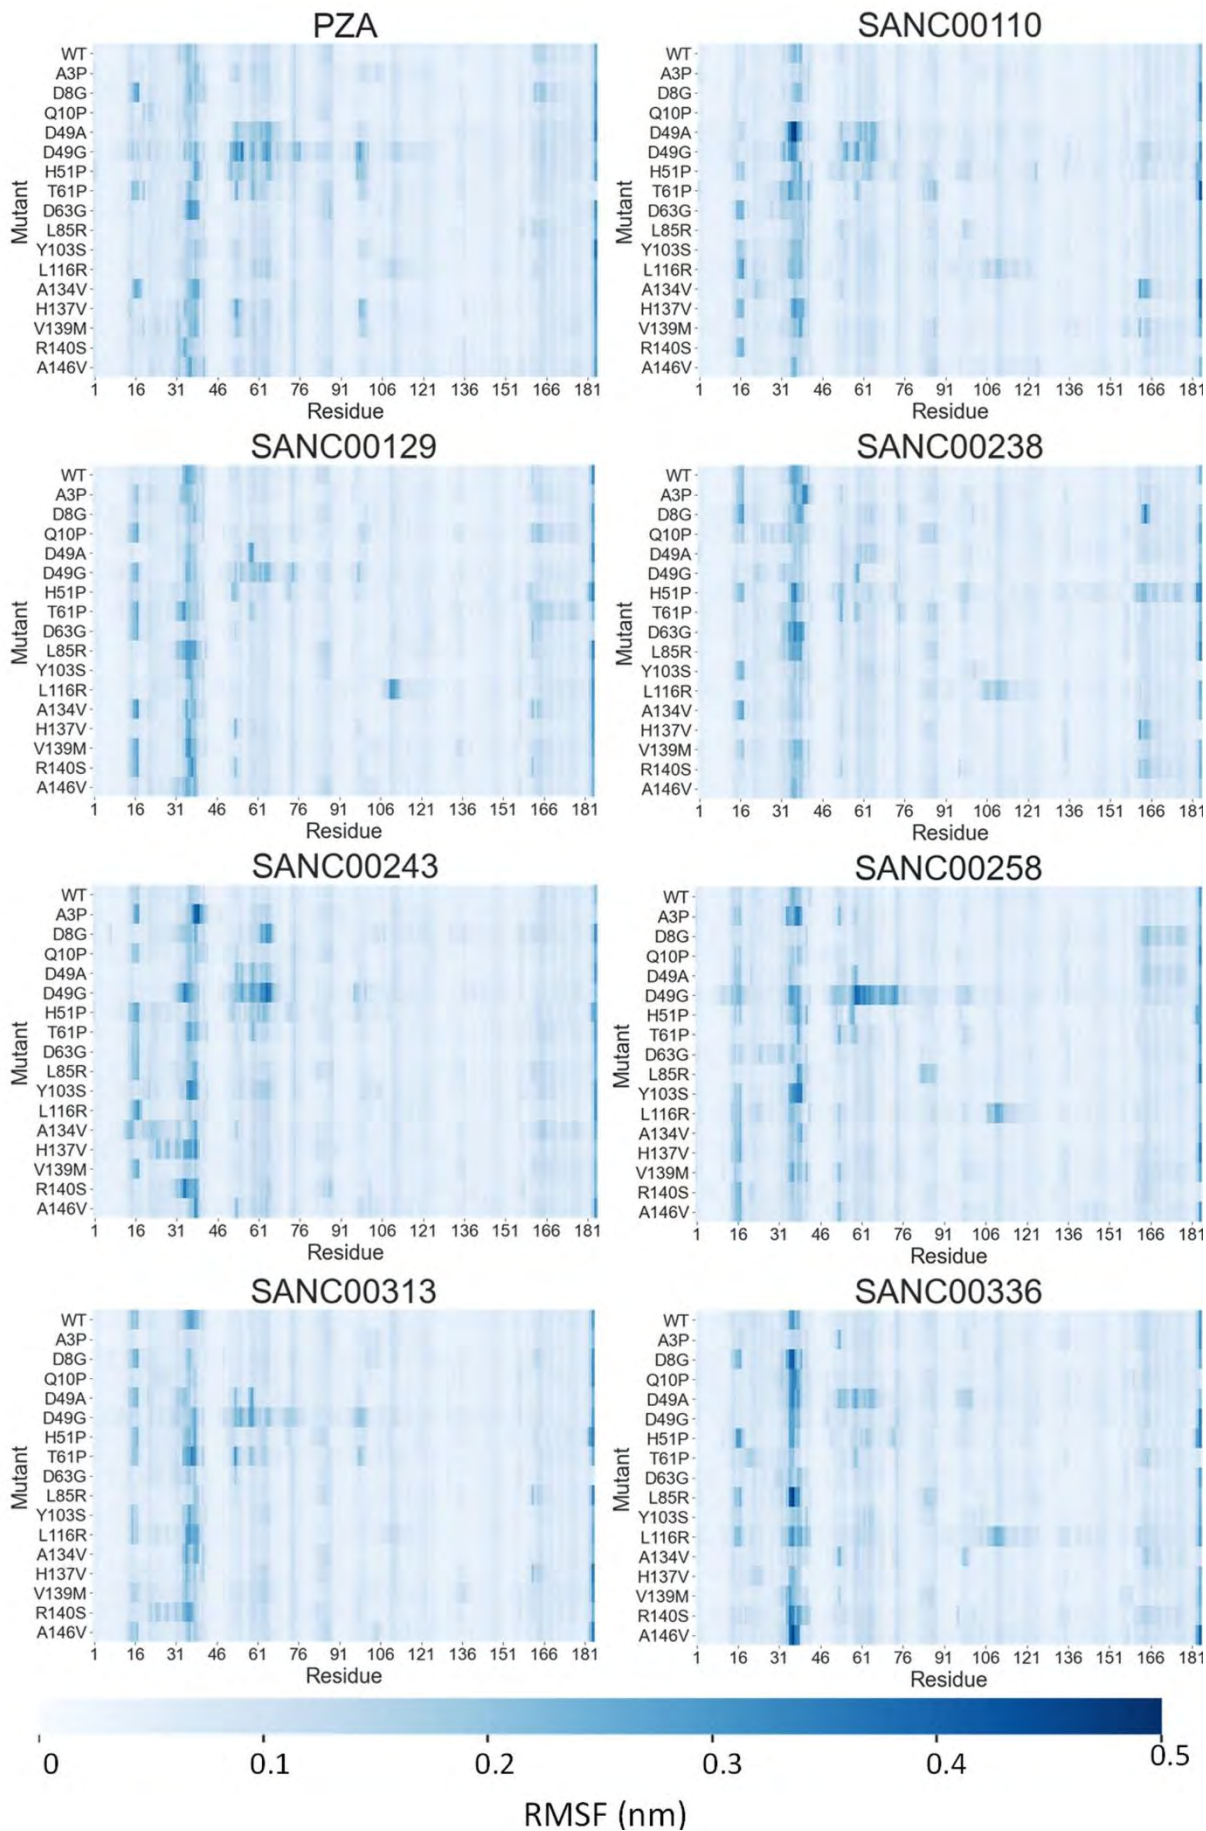 PZA
WT
A3P
D8G
Q10P
D49A
D49G
H51P
T61P
D63G
L85R
Y103S
L116R
A134V
H137V
V139M
R140S
A146V
Mutant
1 16 31 46 61 76 91 106 121 136 151 166 181
Residue
SANC00110
WT
A3P
D8G
Q10P
D49A
D49G
H51P
T61P
D63G
L85R
Y103S
L116R
A134V
H137V
V139M
R140S
A146V
Mutant
1 16 31 46 61 76 91 106 121 136 151 166 181
Residue
SANC00129
WT
A3P
D8G
Q10P
D49A
D49G
H51P
T61P
D63G
L85R
Y103S
L116R
A134V
H137V
V139M
R140S
A146V
Mutant
1 16 31 46 61 76 91 106 121 136 151 166 181
Residue
SANC00238
WT
A3P
D8G
Q10P
D49A
D49G
H51P
T61P
D63G
L85R
Y103S
L116R
A134V
H137V
V139M
R140S
A146V
Mutant
1 16 31 46 61 76 91 106 121 136 151 166 181
Residue
SANC00243
WT
A3P
D8G
Q10P
D49A
D49G
H51P
T61P
D63G
L85R
Y103S
L116R
A134V
H137V
V139M
R140S
A146V
Mutant
1 16 31 46 61 76 91 106 121 136 151 166 181
Residue
SANC00258
WT
A3P
D8G
Q10P
D49A
D49G
H51P
T61P
D63G
L85R
Y103S
L116R
A134V
H137V
V139M
R140S
A146V
Mutant
1 16 31 46 61 76 91 106 121 136 151 166 181
Residue
SANC00313
WT
A3P
D8G
Q10P
D49A
D49G
H51P
T61P
D63G
L85R
Y103S
L116R
A134V
H137V
V139M
R140S
A146V
Mutant
1 16 31 46 61 76 91 106 121 136 151 166 181
Residue
SANC00336
WT
A3P
D8G
Q10P
D49A
D49G
H51P
T61P
D63G
L85R
Y103S
L116R
A134V
H137V
V139M
R140S
A146V
Mutant
1 16 31 46 61 76 91 106 121 136 151 166 181
Residue
0 0.1 0.2 0.3 0.4 0.5
RMSF (nm)